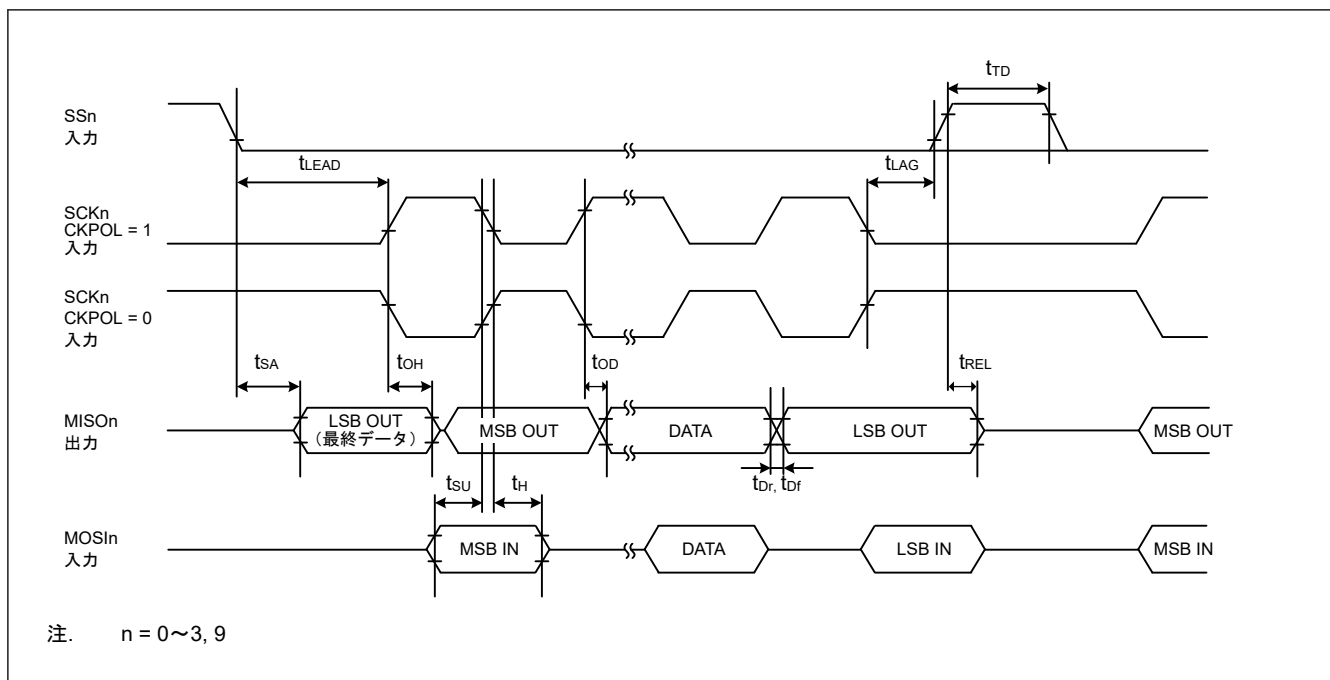 tTD
SSn
入力
tLEAD
tLAG
SCKn
CKPOL = 1
入力
SCKn
CKPOL = 0
入力
tSA
tOH
tOD
tREL
MISOn
出力
LSB OUT
（最終データ）
MSB OUT
DATA
LSB OUT
MSB OUT
tSU
tH
tDr, tDf
MOSIn
入力
MSB IN
DATA
LSB IN
MSB IN
注. n = 0～3, 9